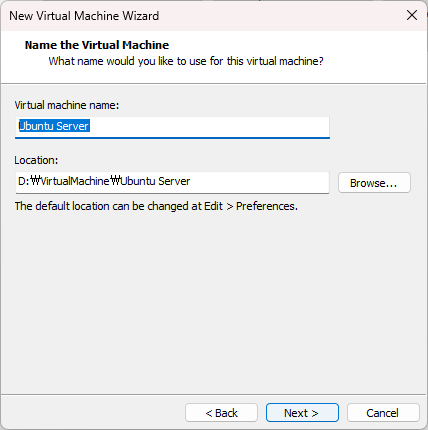 New Virtual Machine Wizard
Name the Virtual Machine
What name would you like to use for this virtual machine?
Virtual machine name:
Ubuntu Server
Location:
D:₩VirtualMachine₩Ubuntu Server
Browse...
The default location can be changed at Edit > Preferences.
< Back
Next >
Cancel